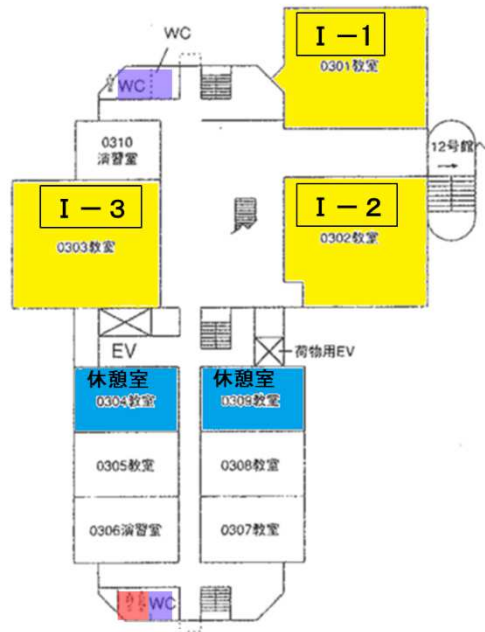 WC
Ⅰ－1
0301教室
WC
0310
演習室
12号館へ
Ⅰ－3
0303教室
Ⅰ－2
0302教室
EV
荷物用EV
休憩室
0304教室
休憩室
0309教室
0305教室
0308教室
0306演習室
0307教室
WC